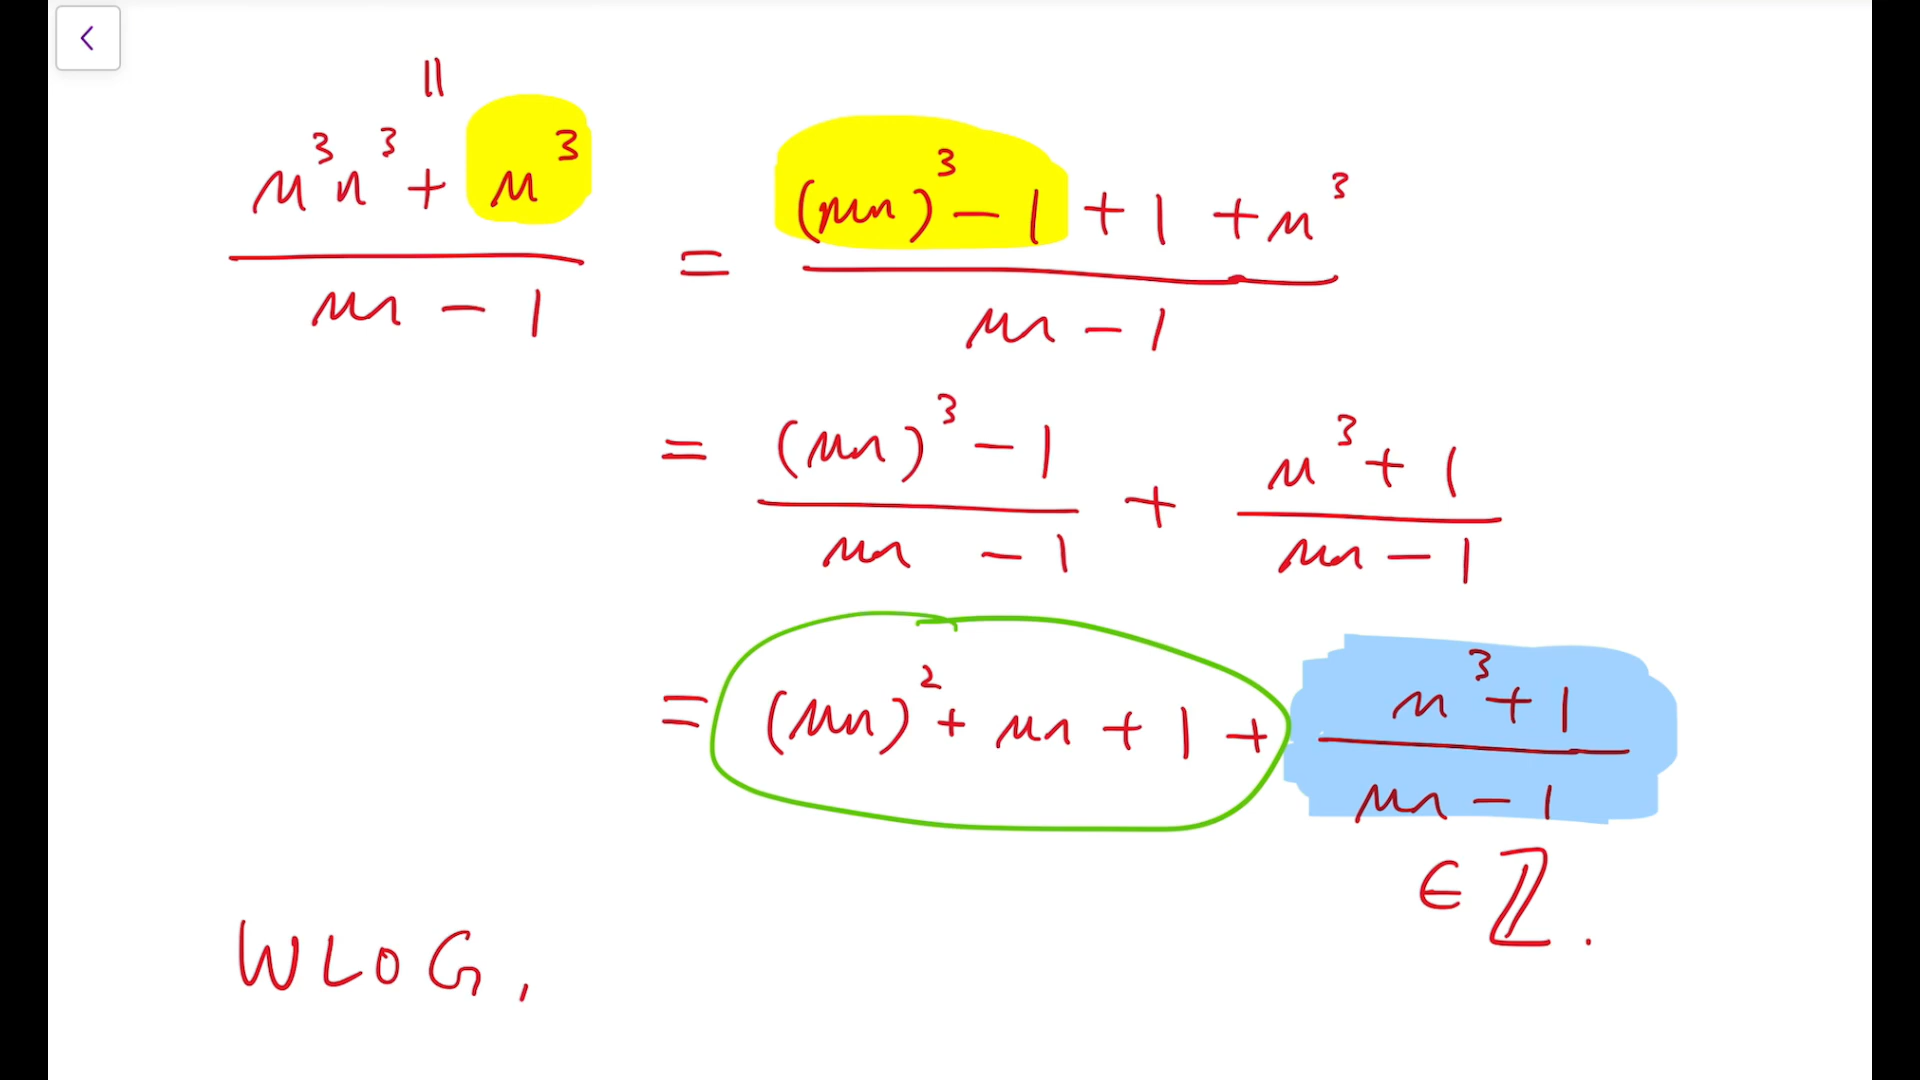 ||
m³n³ + m³ / mn - 1 = (mn)³ - 1 + 1 + m³ / mn - 1
= (mn)³ - 1 / mn - 1 + m³ + 1 / mn - 1
= (mn)² + mn + 1 + m³ + 1 / mn - 1
∈ ℤ.
WLOG,